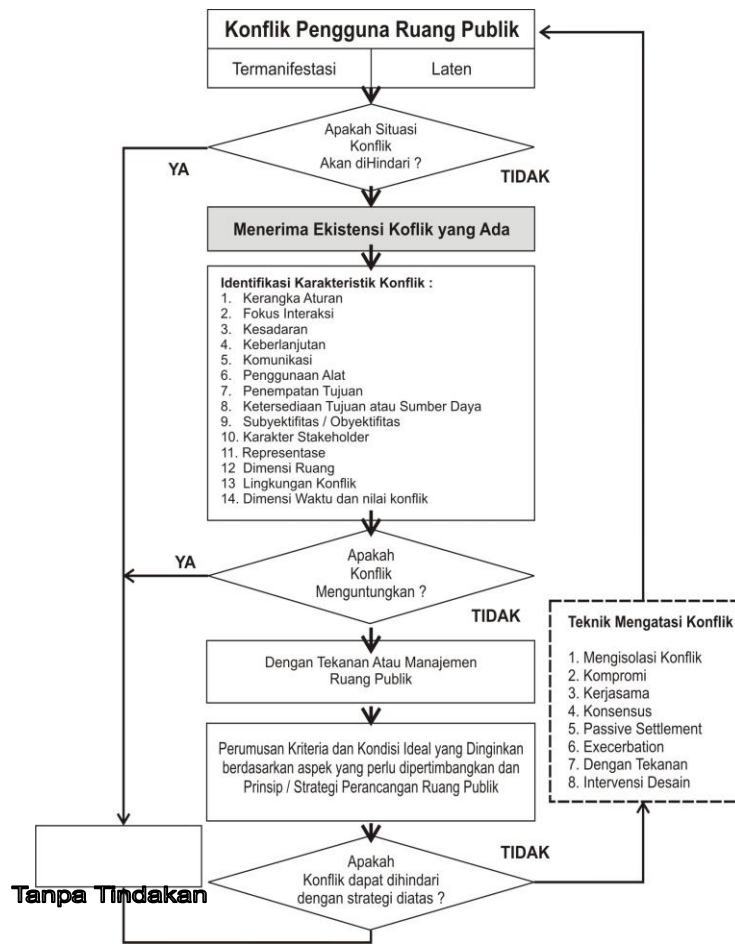 Konflik Pengguna Ruang Publik
Termanifestasi
Laten
Apakah Situasi
Konflik
Akan diHindari ?
YA
TIDAK
Menerima Ekistensi Koflik yang Ada
Identifikasi Karakteristik Konflik :
1. Kerangka Aturan
2. Fokus Interaksi
3. Kesadaran
4. Keberlanjutan
5. Komunikasi
6. Penggunaan Alat
7. Penempatan Tujuan
8. Ketersediaan Tujuan atau Sumber Daya
9. Subyektifitas / Obyektifitas
10. Karakter Stakeholder
11. Representase
12 Dimensi Ruang
13 Lingkungan Konflik
14. Dimensi Waktu dan nilai konflik
YA
Apakah
Konflik
Menguntungkan ?
TIDAK
Dengan Tekanan Atau Manajemen
Ruang Publik
Perumusan Kriteria dan Kondisi Ideal yang Dinginkan
berdasarkan aspek yang perlu dipertimbangkan dan
Prinsip / Strategi Perancangan Ruang Publik
Apakah
Konflik dapat dihindari
dengan strategi diatas ?
TIDAK
Tanpa Tindakan
Teknik Mengatasi Konflik
1. Mengisolasi Konflik
2. Kompromi
3. Kerjasama
4. Konsensus
5. Passive Settlement
6. Execerbation
7. Dengan Tekanan
8. Intervensi Desain